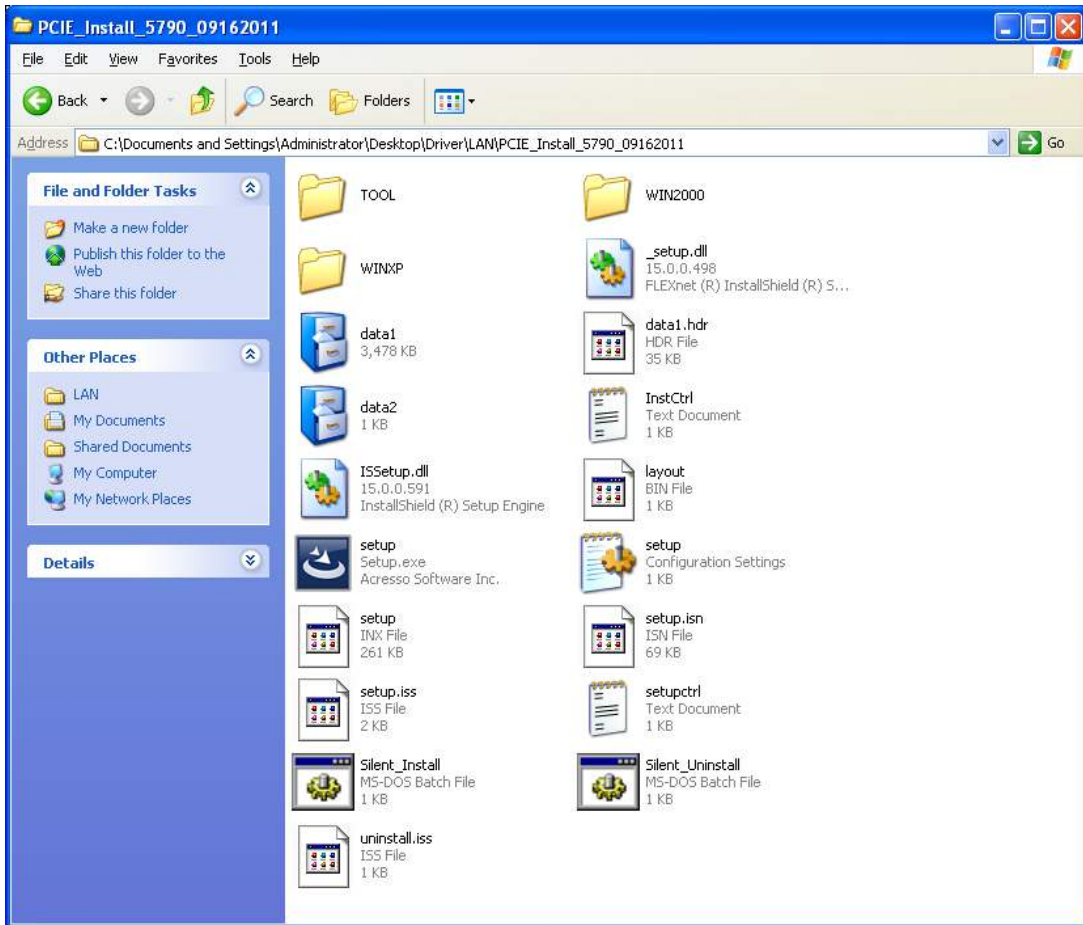 PCIE_Install_5790_09162011
File Edit View Favorites Tools Help
Back Search Folders
Address C:\Documents and Settings\Administrator\Desktop\Driver\LAN\PCIE_Install_5790_09162011 Go
File and Folder Tasks
Make a new folder
Publish this folder to the
Web
Share this folder
Other Places
LAN
My Documents
Shared Documents
My Computer
My Network Places
Details
TOOL
WIN2000
WINXP
_setup.dll
15.0.0.498
FLEXnet (R) InstallShield (R) S...
data1
3,478 KB
data1.hdr
HDR File
35 KB
data2
1 KB
InstCtrl
Text Document
1 KB
ISSetup.dll
15.0.0.591
InstallShield (R) Setup Engine
layout
BIN File
1 KB
setup
Setup.exe
Acresso Software Inc.
setup
Configuration Settings
1 KB
setup
INX File
261 KB
setup.isn
ISN File
69 KB
setup.iss
ISS File
2 KB
setupctrl
Text Document
1 KB
Silent_Install
MS-DOS Batch File
1 KB
Silent_Uninstall
MS-DOS Batch File
1 KB
uninstall.iss
ISS File
1 KB